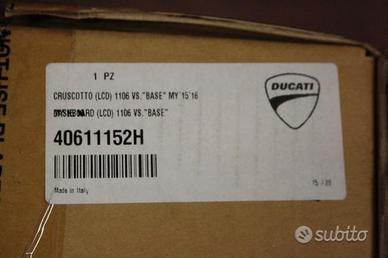 1 PZ
CRUSCOTTO (LCD) 1106 VS."BASE" MY'15'16
DASHBOARD (LCD) 1106 VS."BASE"
40611152H
DUCATI
Made in Italy
subito